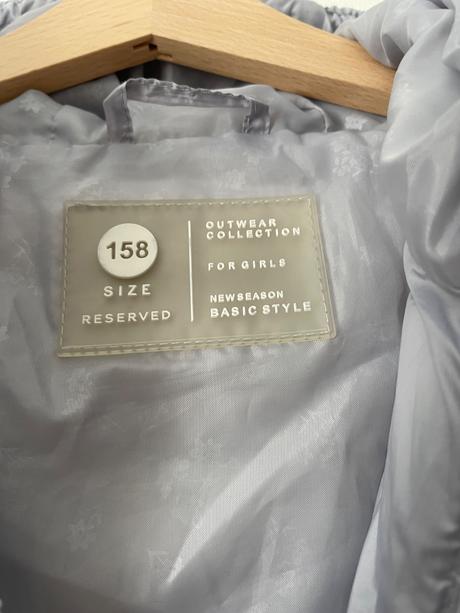 158
SIZE
RESERVED
OUTWEAR
COLLECTION
FOR GIRLS
NEW SEASON
BASIC STYLE